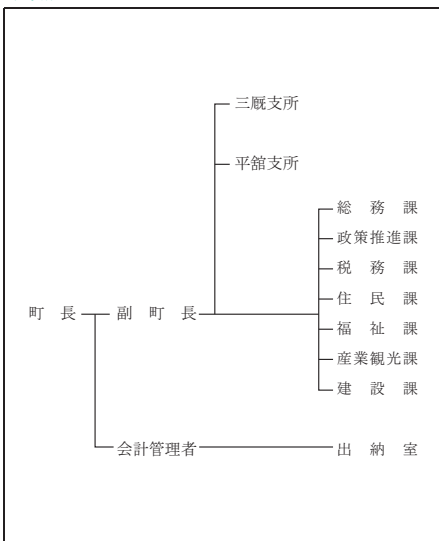 三厩支所
平舘支所
総務課
政策推進課
税務課
町長 副町長 住民課
福祉課
産業観光課
建設課
会計管理者 出納室